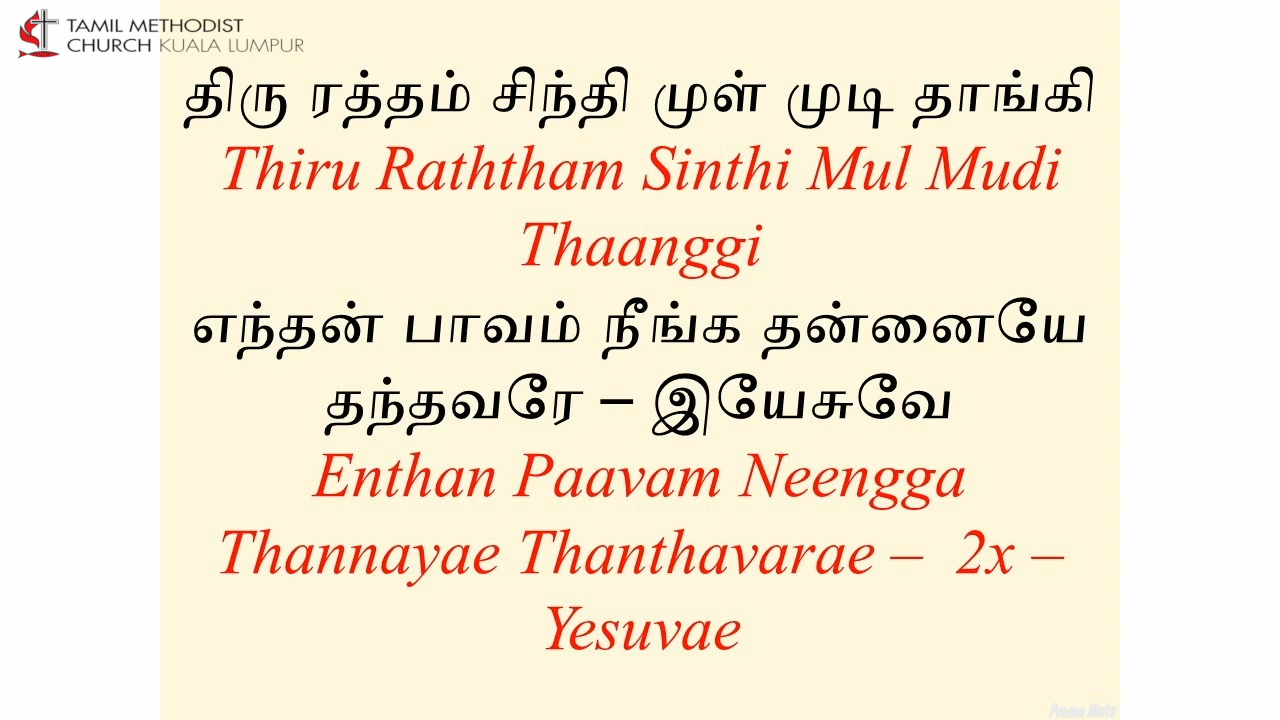 TAMIL METHODIST
CHURCH KUALA LUMPUR
திரு ரத்தம் சிந்தி முள் முடி தாங்கி
Thiru Raththam Sinthi Mul Mudi
Thaanggi
எந்தன் பாவம் நீங்க தன்னையே
தந்தவரே – இயேசுவே
Enthan Paavam Neengga
Thannayae Thanthavarae – 2x –
Yesuvae